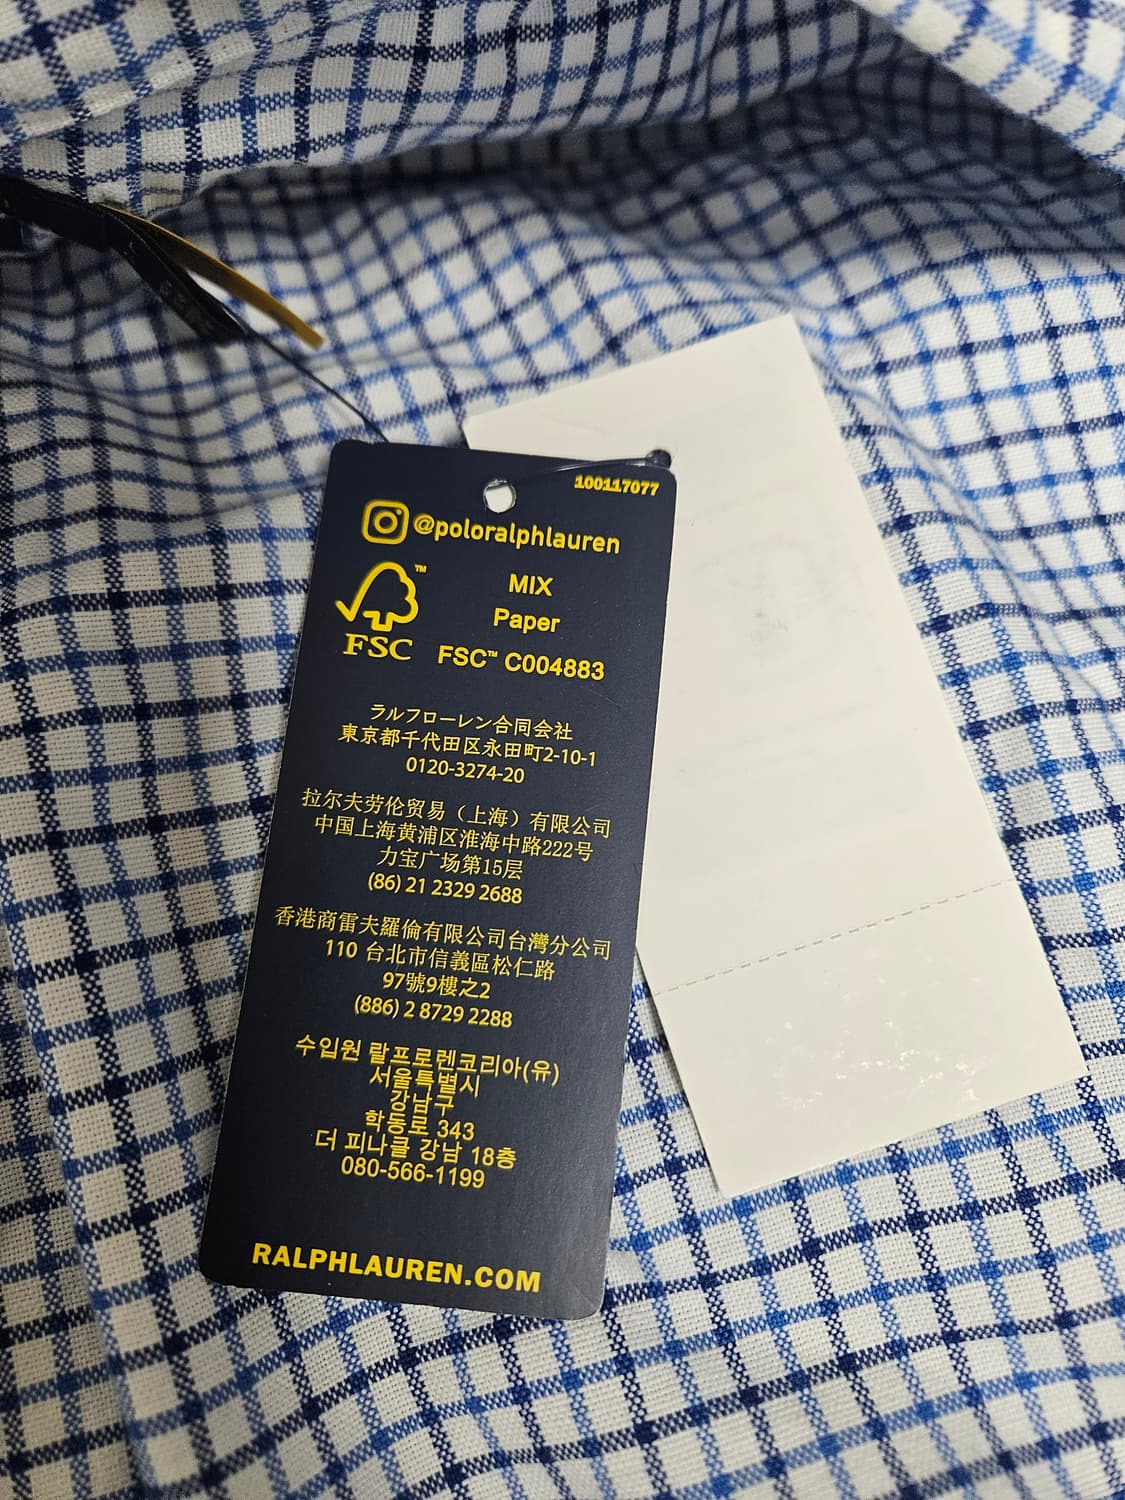 100117077
@poloralphlauren
MIX
Paper
FSC™ C004883
FSC
ラルフローレン合同会社
東京都千代田区永田町2-10-1
0120-3274-20
拉尔夫劳伦贸易（上海）有限公司
中国上海黄浦区淮海中路222号
力宝广场第15层
(86) 21 2329 2688
香港商雷夫羅倫有限公司台灣分公司
110 台北市信義區松仁路
97號9樓之2
(886) 2 8729 2288
수입원 랄프로렌코리아(유)
서울특별시
강남구
학동로 343
더 피나클 강남 18층
080-566-1199
RALPHLAUREN.COM